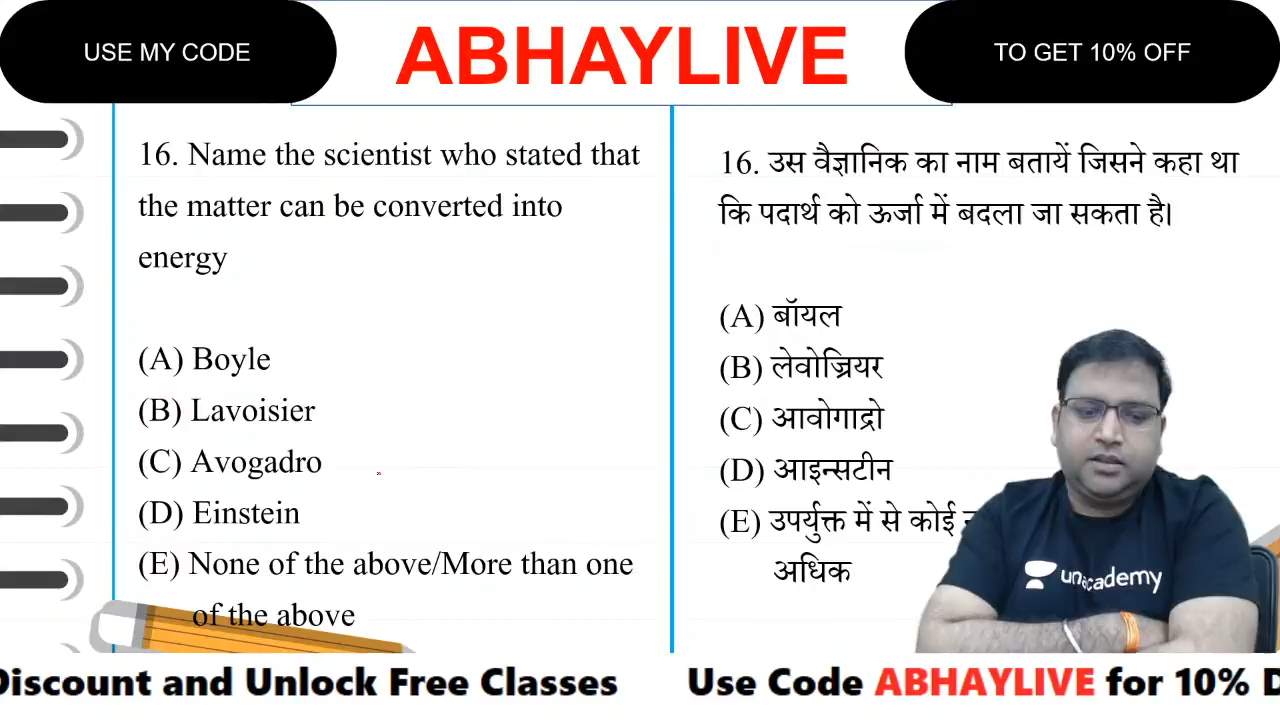 USE MY CODE
ABHAYLIVE
TO GET 10% OFF
16. Name the scientist who stated that
the matter can be converted into
energy
(A) Boyle
(B) Lavoisier
(C) Avogadro
(D) Einstein
(E) None of the above/More than one
of the above
16. उस वैज्ञानिक का नाम बतायें जिसने कहा था
कि पदार्थ को ऊर्जा में बदला जा सकता है।
(A) बॉयल
(B) लेवोज्रियर
(C) आवोगाद्रो
(D) आइन्सटीन
(E) उपर्युक्त में से कोई
अधिक
unacademy
Discount and Unlock Free Classes
Use Code ABHAYLIVE for 10% D